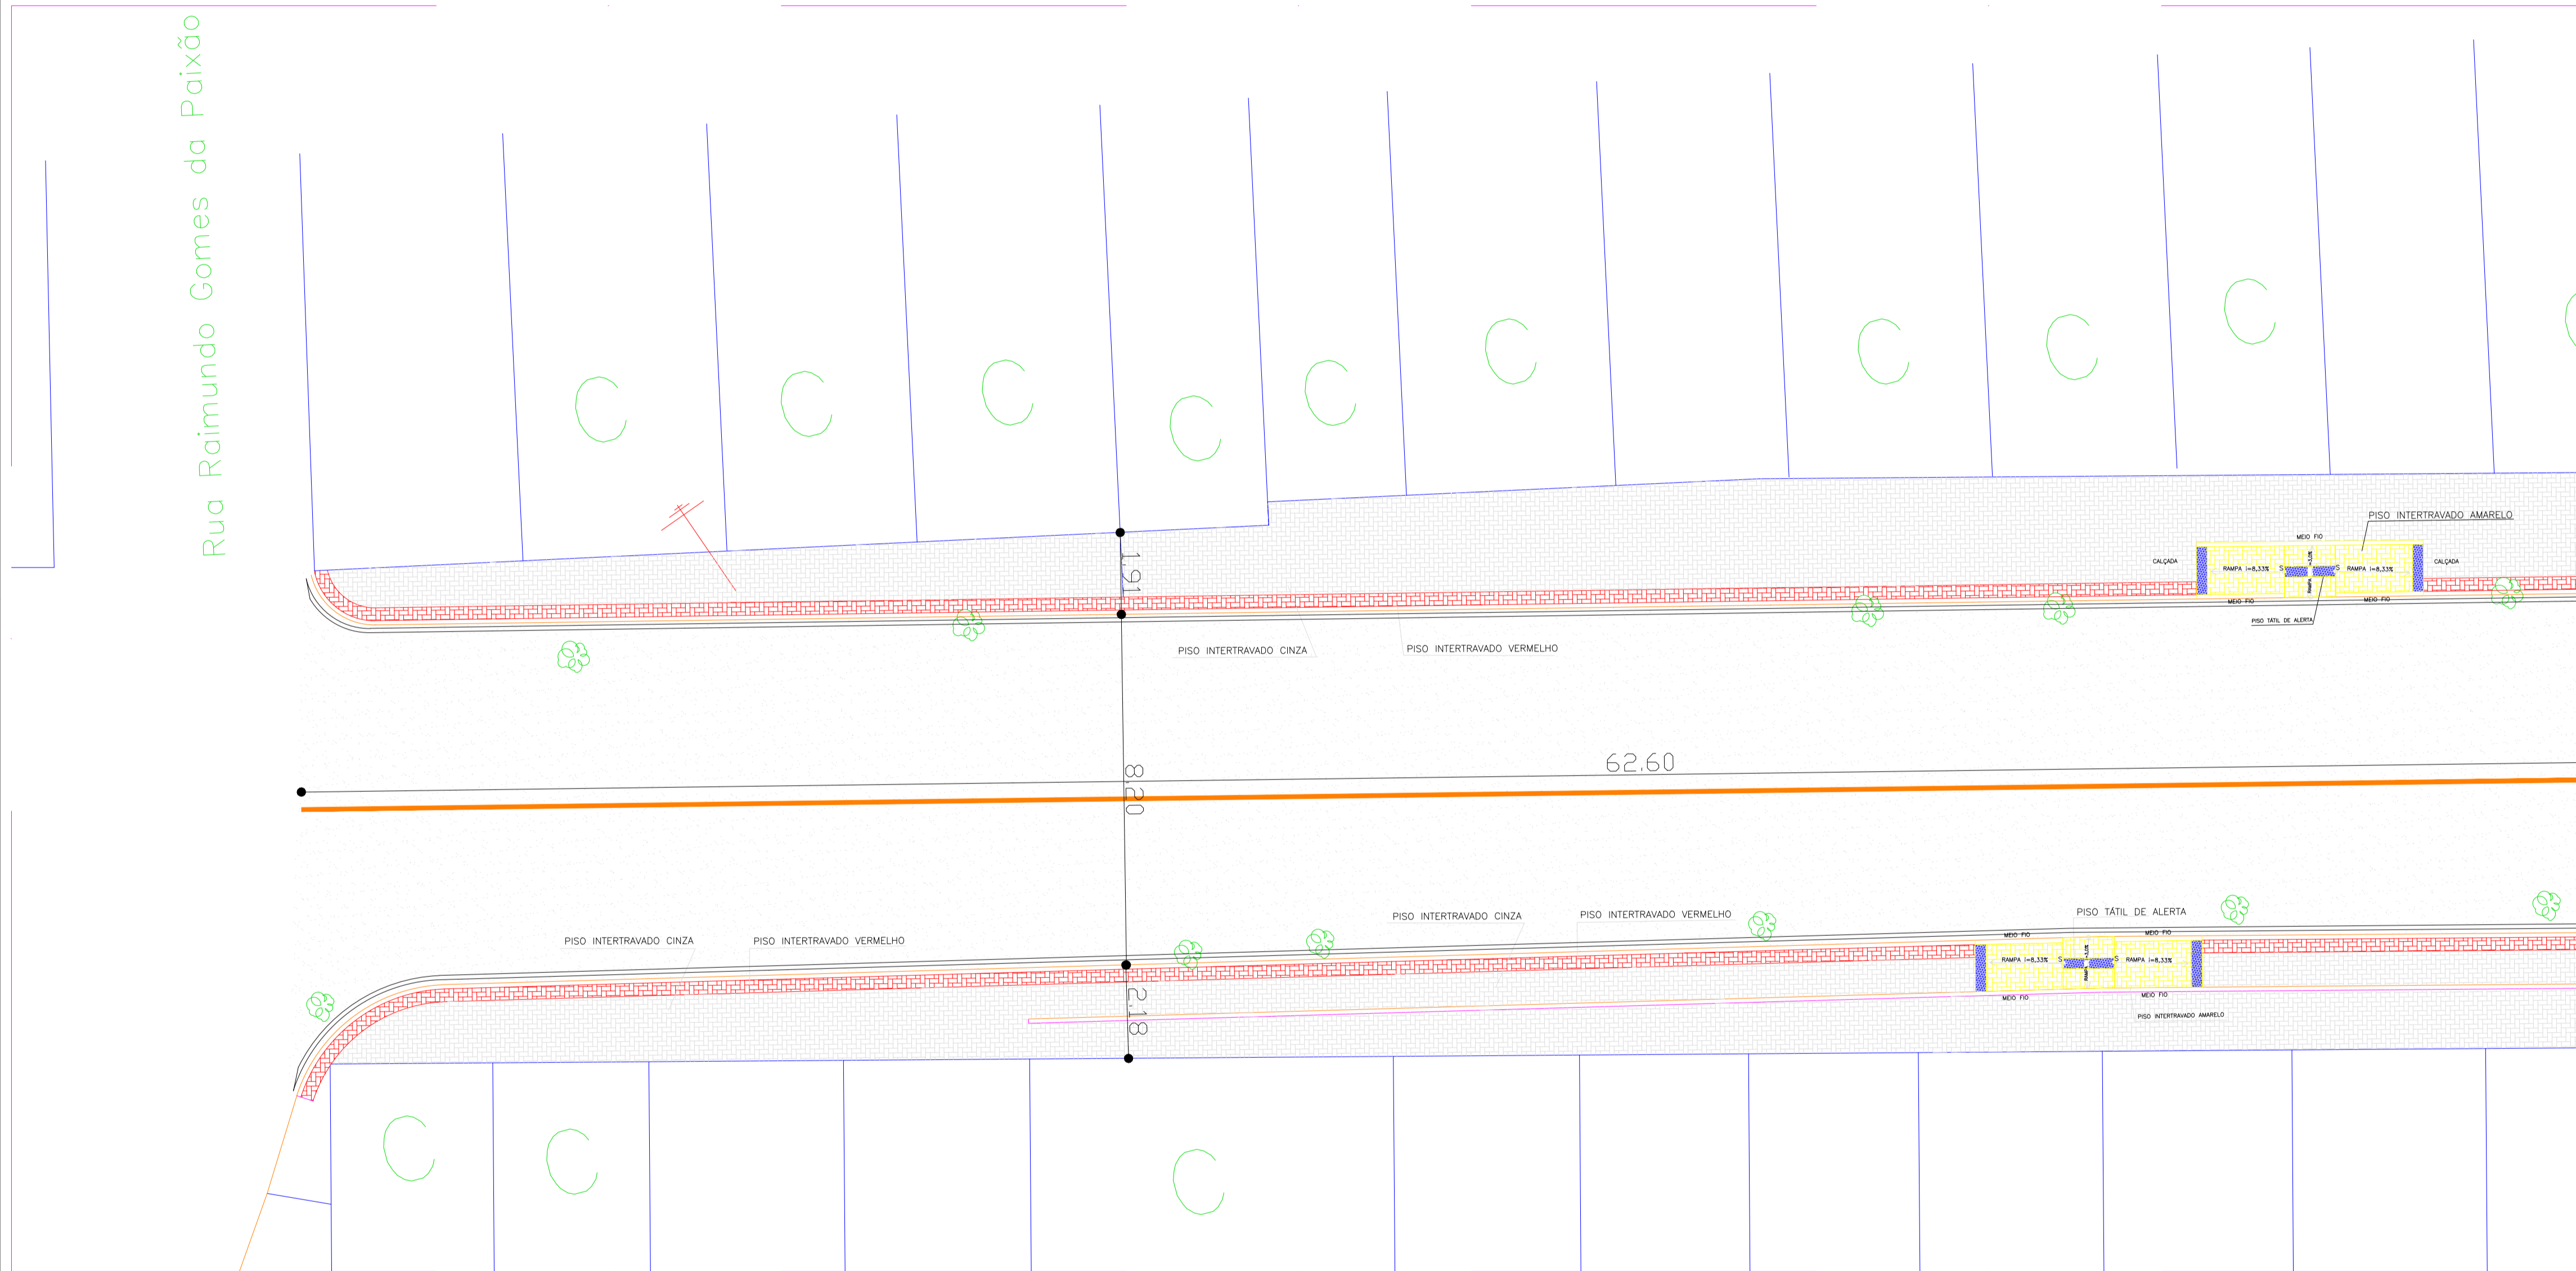 Rua Raimundo Gomes da Paixão
C
C
C
C
C
C
C
C
C
1.91
PISO INTERTRAVADO AMARELO
MEIO FIO
CALÇADA
RAMPA i=8,33%
S
S
RAMPA i=8,33%
CALÇADA
RAMPA
MEIO FIO
MEIO FIO
PISO TÁTIL DE ALERTA
PISO INTERTRAVADO CINZA
PISO INTERTRAVADO VERMELHO
62.60
8.20
PISO INTERTRAVADO CINZA
PISO INTERTRAVADO VERMELHO
PISO INTERTRAVADO CINZA
PISO INTERTRAVADO VERMELHO
PISO TÁTIL DE ALERTA
MEIO FIO
MEIO FIO
RAMPA i=8,33%
S
S
RAMPA i=8,33%
RAMPA
MEIO FIO
MEIO FIO
PISO INTERTRAVADO AMARELO
2.18
C
C
C